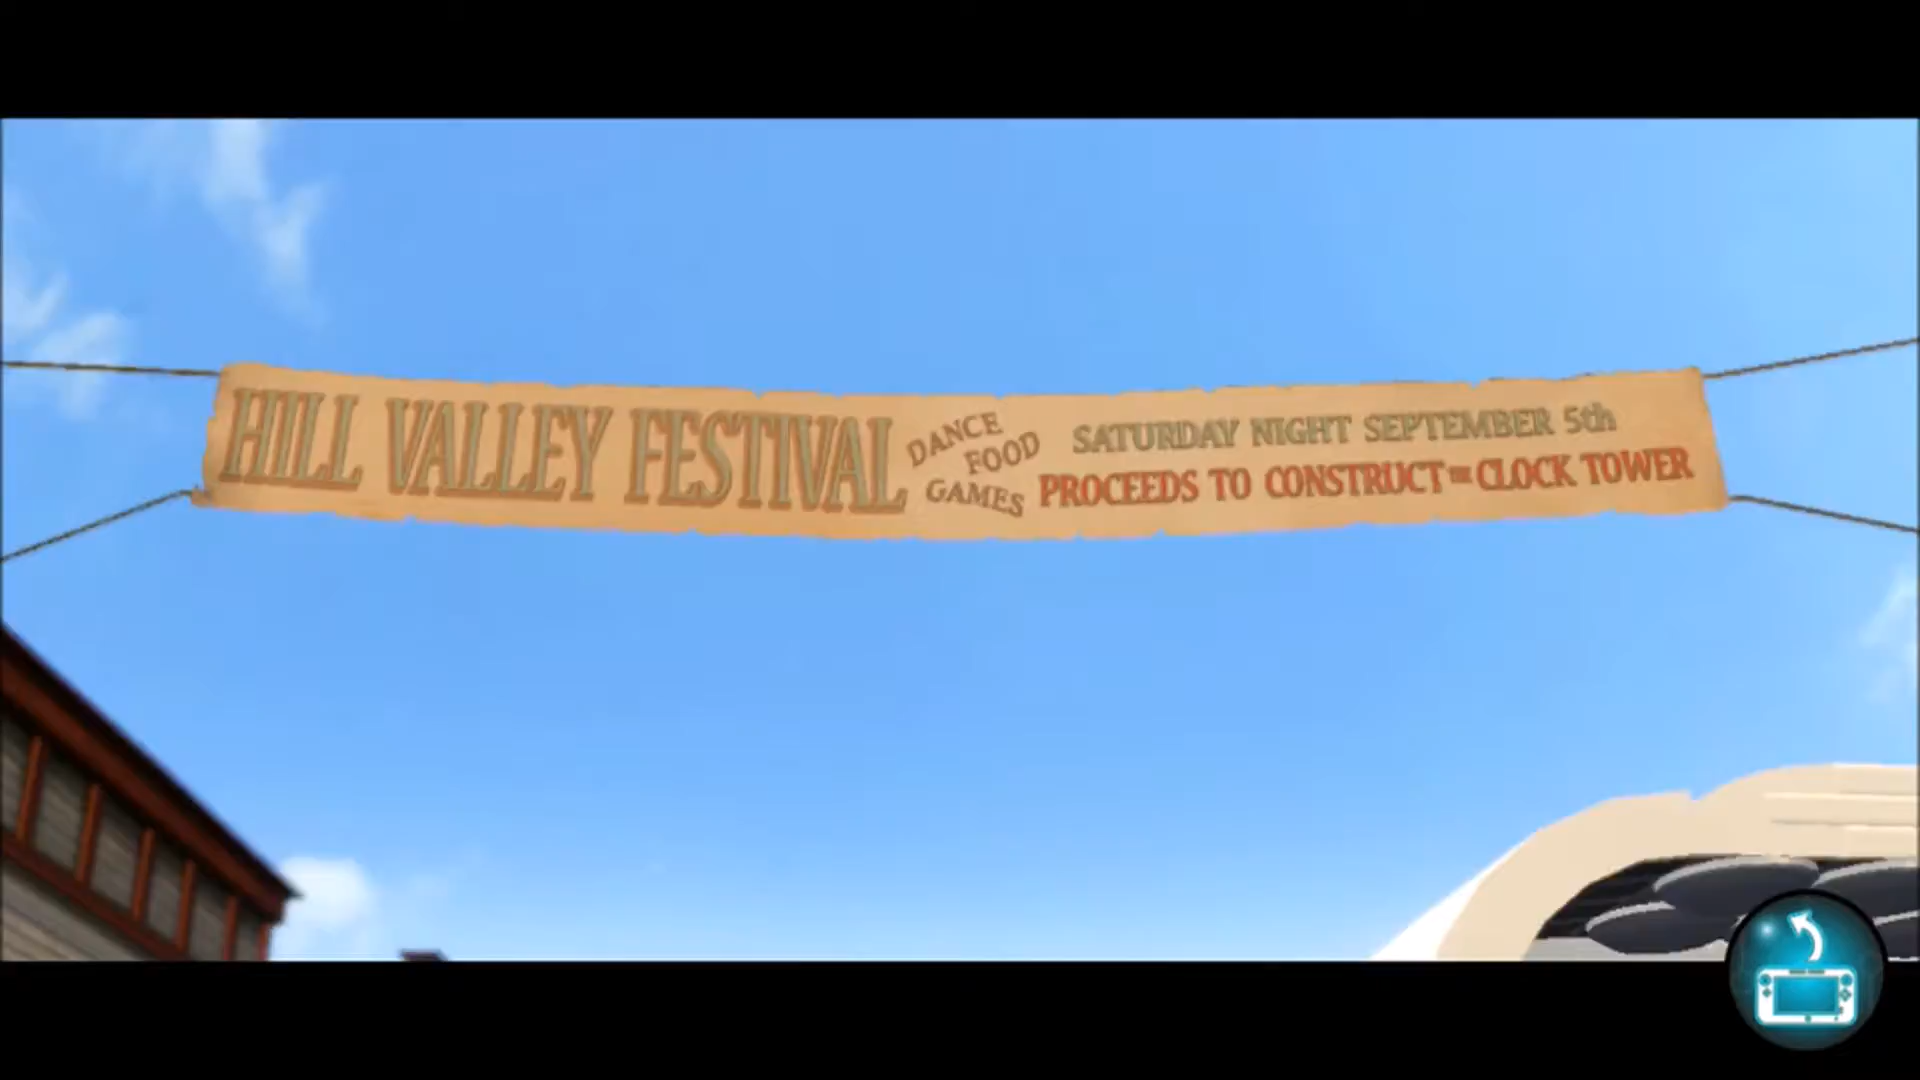 HILL VALLEY FESTIVAL
DANCE
FOOD
GAMES
SATURDAY NIGHT SEPTEMBER 5th
PROCEEDS TO CONSTRUCT THE CLOCK TOWER